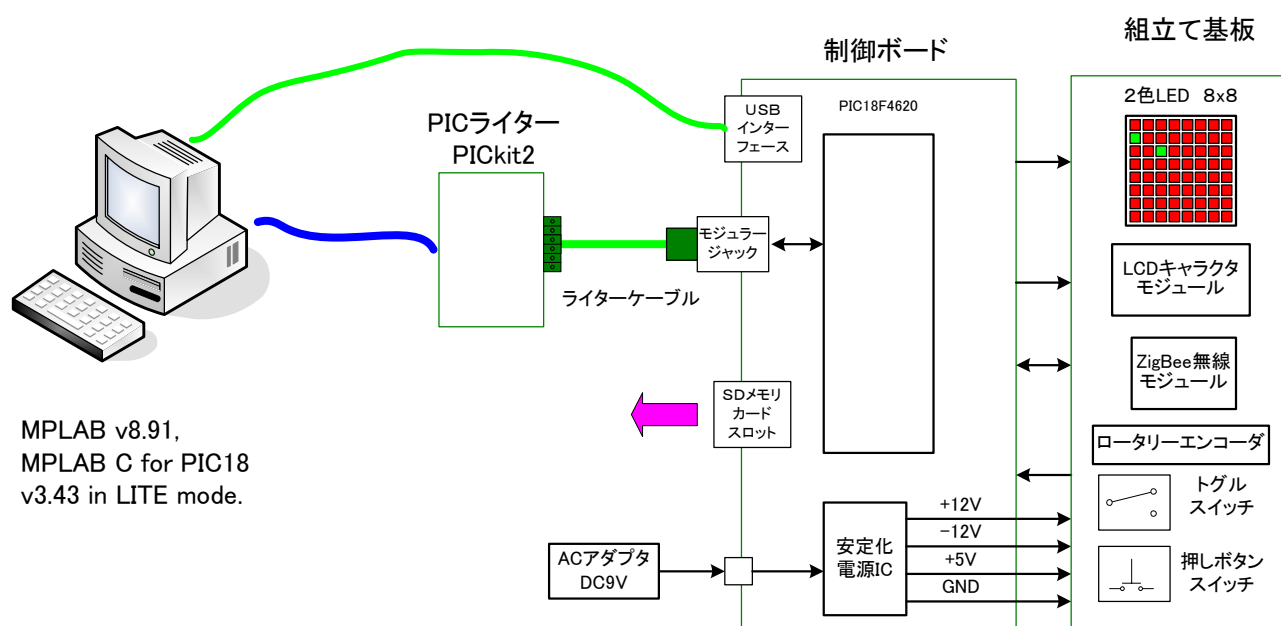 組立て基板
制御ボード
2色LED 8x8
USB
インター
フェース
PIC18F4620
PICライター
PICkit2
モジュラー
ジャック
ライターケーブル
LCDキャラクタ
モジュール
ZigBee無線
モジュール
SDメモリ
カード
スロット
MPLAB v8.91,
MPLAB C for PIC18
v3.43 in LITE mode.
ロータリーエンコーダ
トグル
スイッチ
+12V
-12V
+5V
GND
安定化
電源IC
ACアダプタ
DC9V
押しボタン
スイッチ